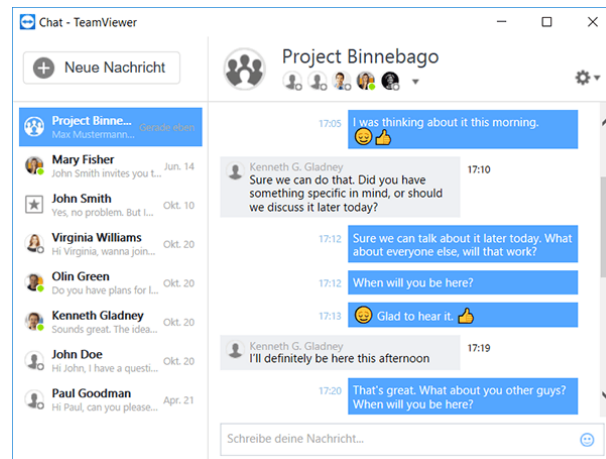 Chat - TeamViewer
Neue Nachricht
Project Binne...
Max Mustermann...
Gerade eben
Mary Fisher
John Smith invites you t...
Jun. 14
John Smith
Yes, no problem. But I...
Okt. 10
Virginia Williams
Hi Virginia, wanna join...
Okt. 20
Olin Green
Do you have plans for l...
Okt. 20
Kenneth Gladney
Sounds great. The idea...
Okt. 20
John Doe
Hi John, I have a questi...
Okt. 20
Paul Goodman
Hi Paul, can you please...
Apr. 21
Project Binnebago
17:05
I was thinking about it this morning.
Kenneth G. Gladney
17:10
Sure we can do that. Did you have
something specific in mind, or should
we discuss it later today?
17:12
Sure we can talk about it later today. What
about everyone else, will that work?
17:12
When will you be here?
17:13
Glad to hear it.
Kenneth G. Gladney
17:19
I'll definitely be here this afternoon
17:20
That's great. What about you other guys?
When will you be here?
Schreibe deine Nachricht...